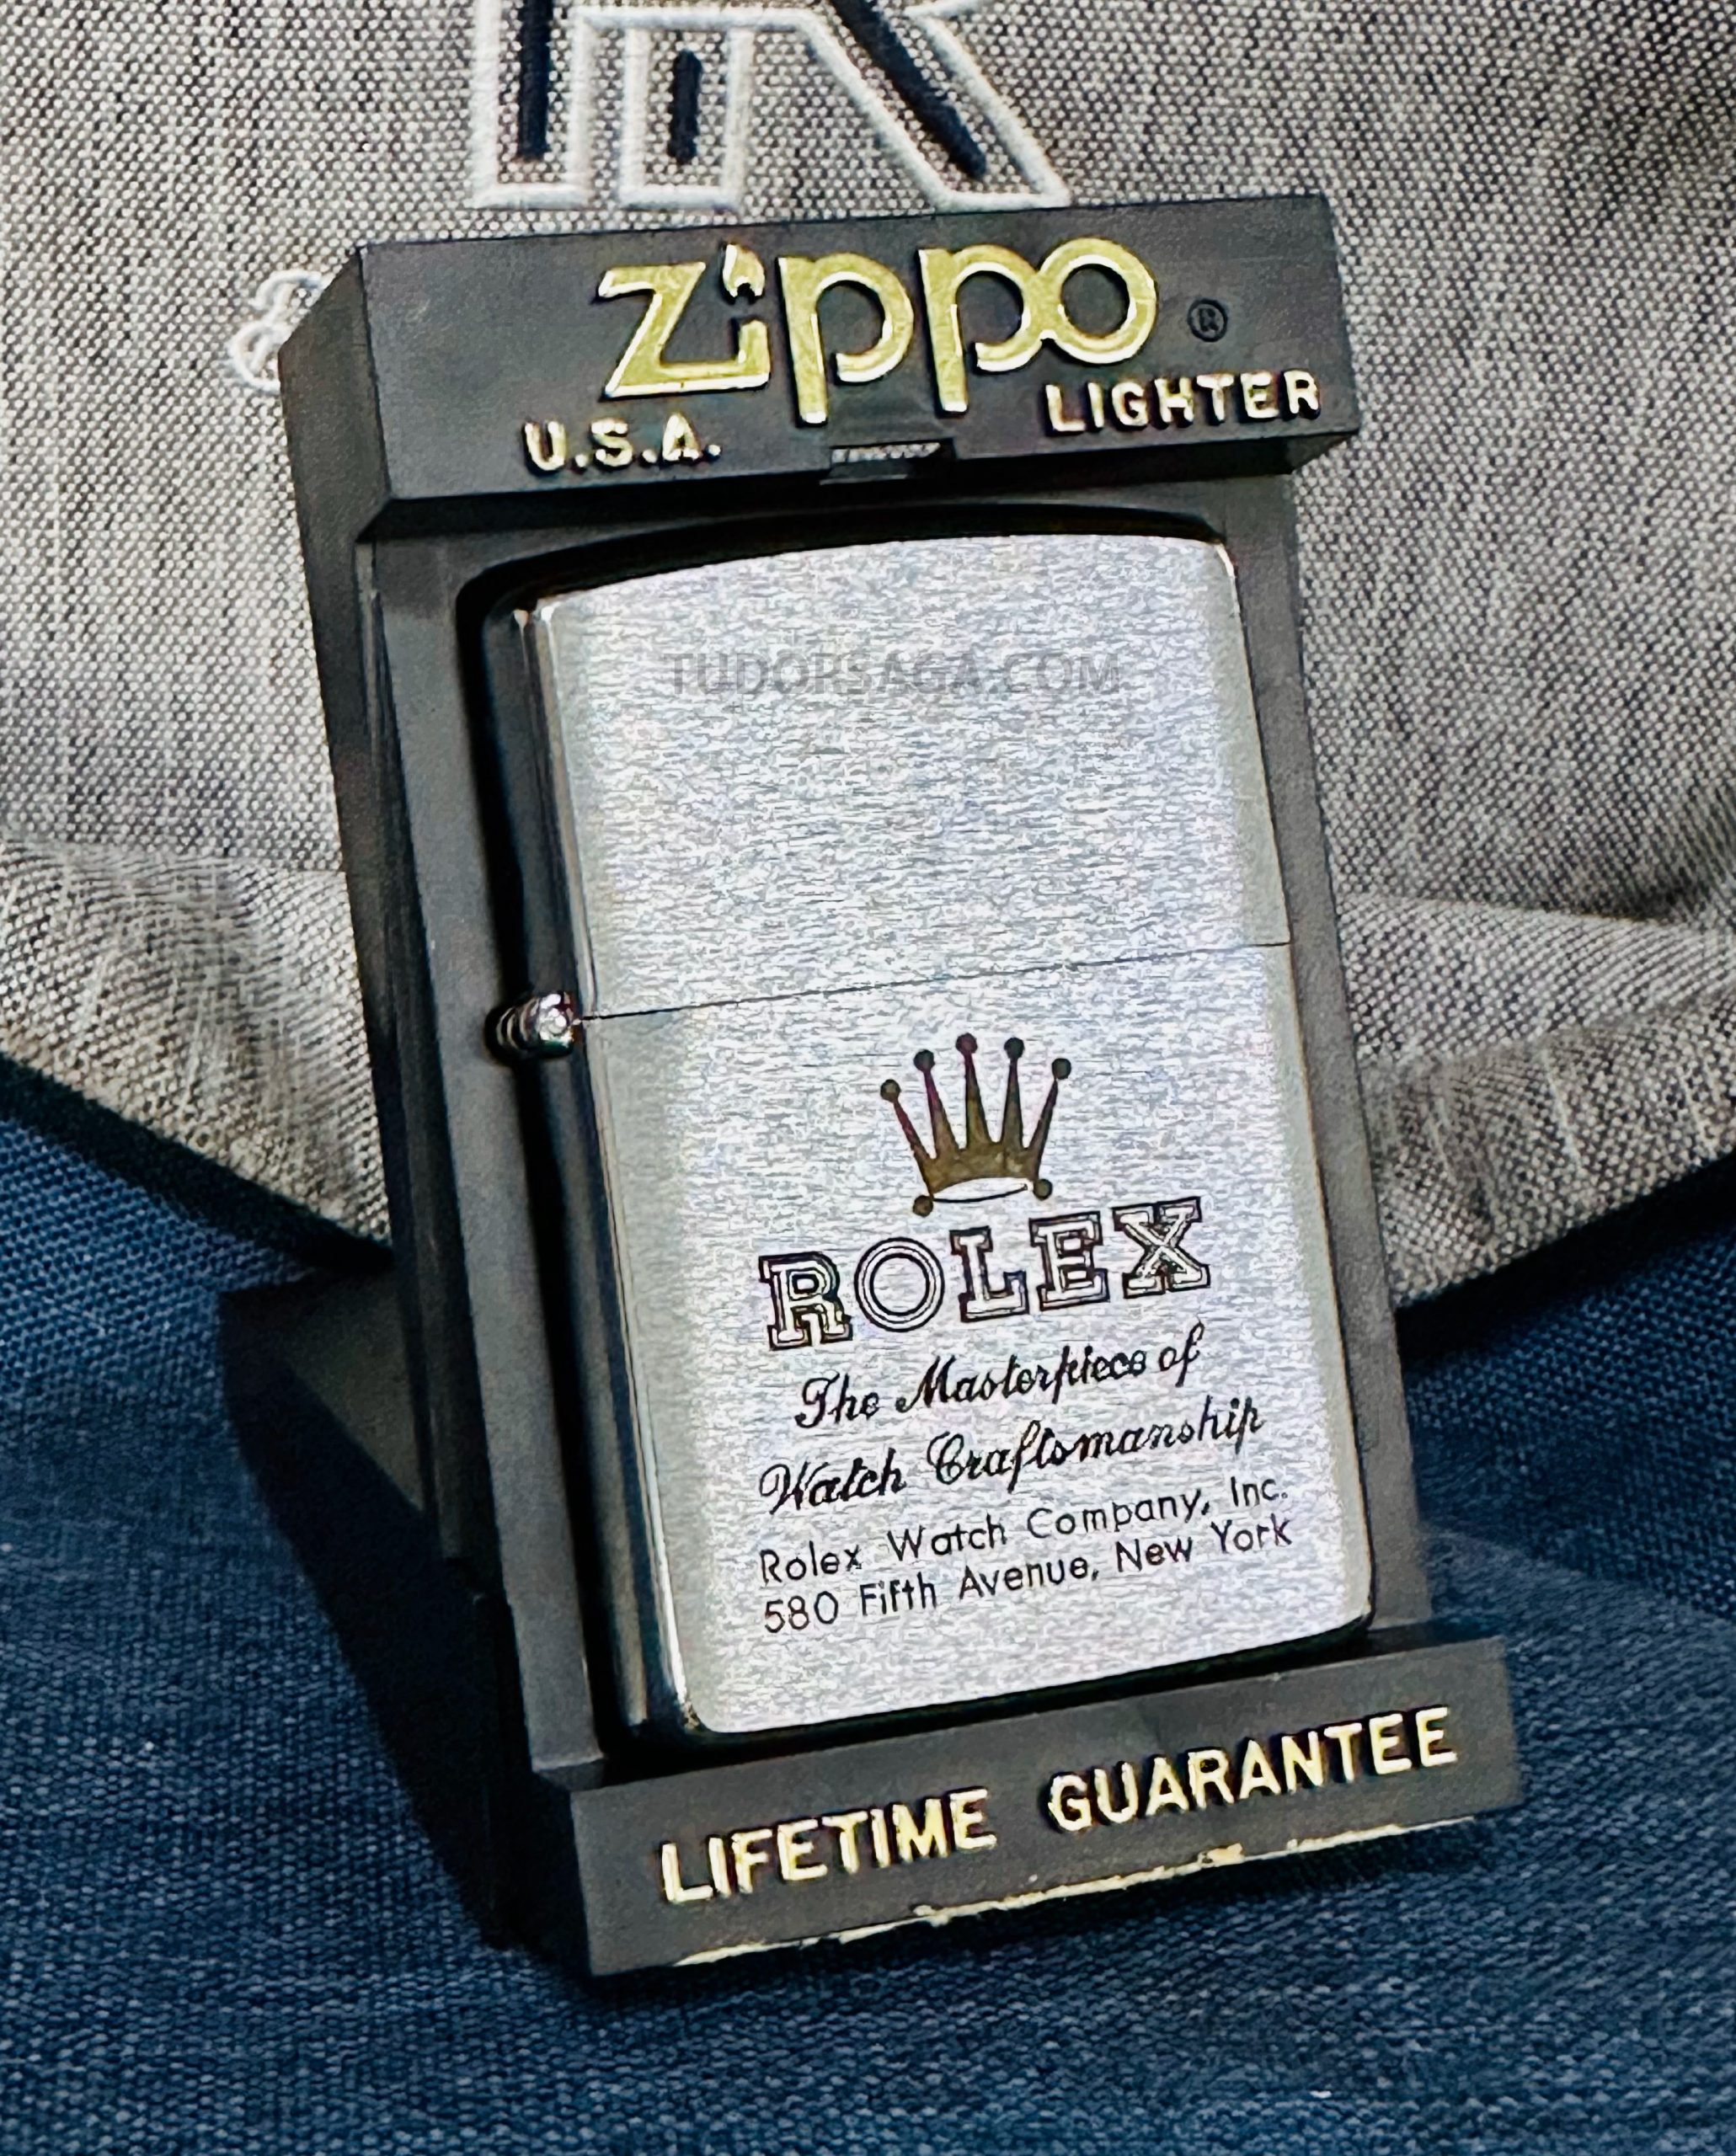 zippo ®
U.S.A. LIGHTER
TUDORSAGA.COM
ROLEX
The Masterpiece of
Watch Craftsmanship
Rolex Watch Company, Inc.
580 Fifth Avenue, New York
LIFETIME GUARANTEE